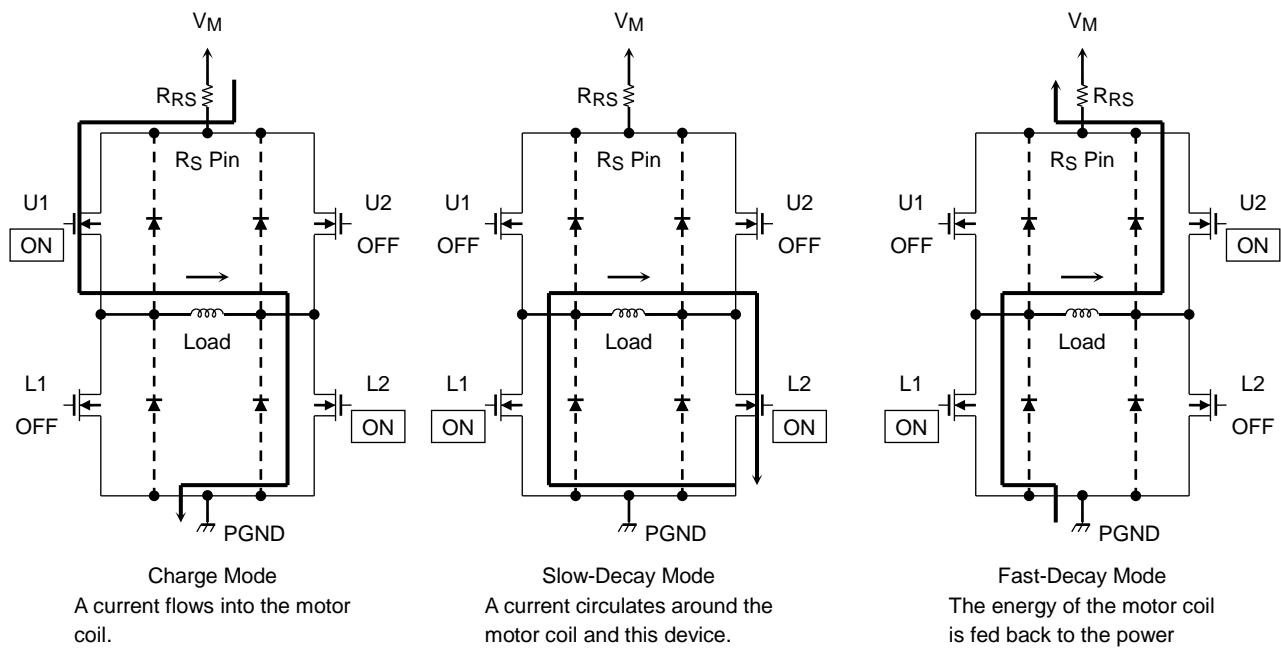 VM
RRS
RS Pin
U1
ON
U2
OFF
Load
L1
OFF
L2
ON
PGND
Charge Mode
A current flows into the motor
coil.
VM
RRS
RS Pin
U1
OFF
U2
OFF
Load
L1
ON
L2
ON
PGND
Slow-Decay Mode
A current circulates around the
motor coil and this device.
VM
RRS
RS Pin
U1
OFF
U2
ON
Load
L1
ON
L2
OFF
PGND
Fast-Decay Mode
The energy of the motor coil
is fed back to the power